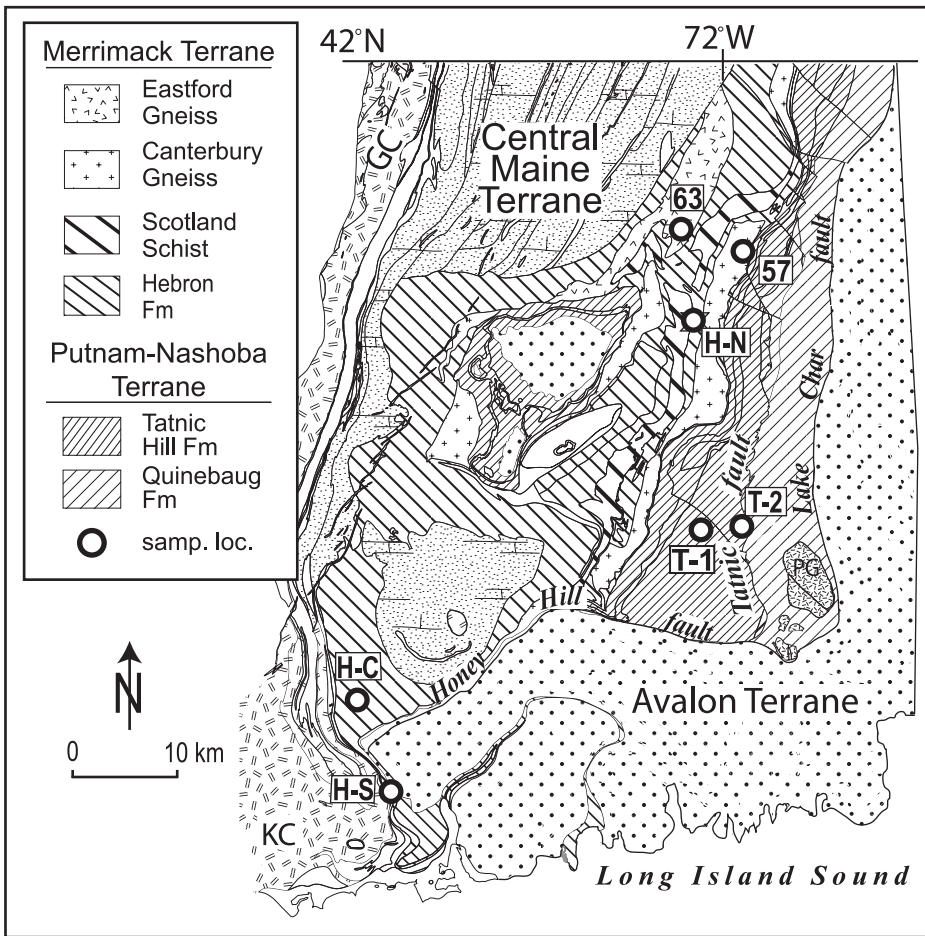 Merrimack Terrane
Eastford
Gneiss
Canterbury
Gneiss
Scotland
Schist
Hebron
Fm
Putnam-Nashoba
Terrane
Tatnic
Hill Fm
Quinebaug
Fm
samp. loc.
N
0 10 km
42°N
72°W
GC
Central
Maine
Terrane
63
57
fault
H-N
Char
Lake
fault
Tatnic
T-2
T-1
PG
Hill
fault
Honey
H-C
Avalon Terrane
H-S
KC
Long Island Sound